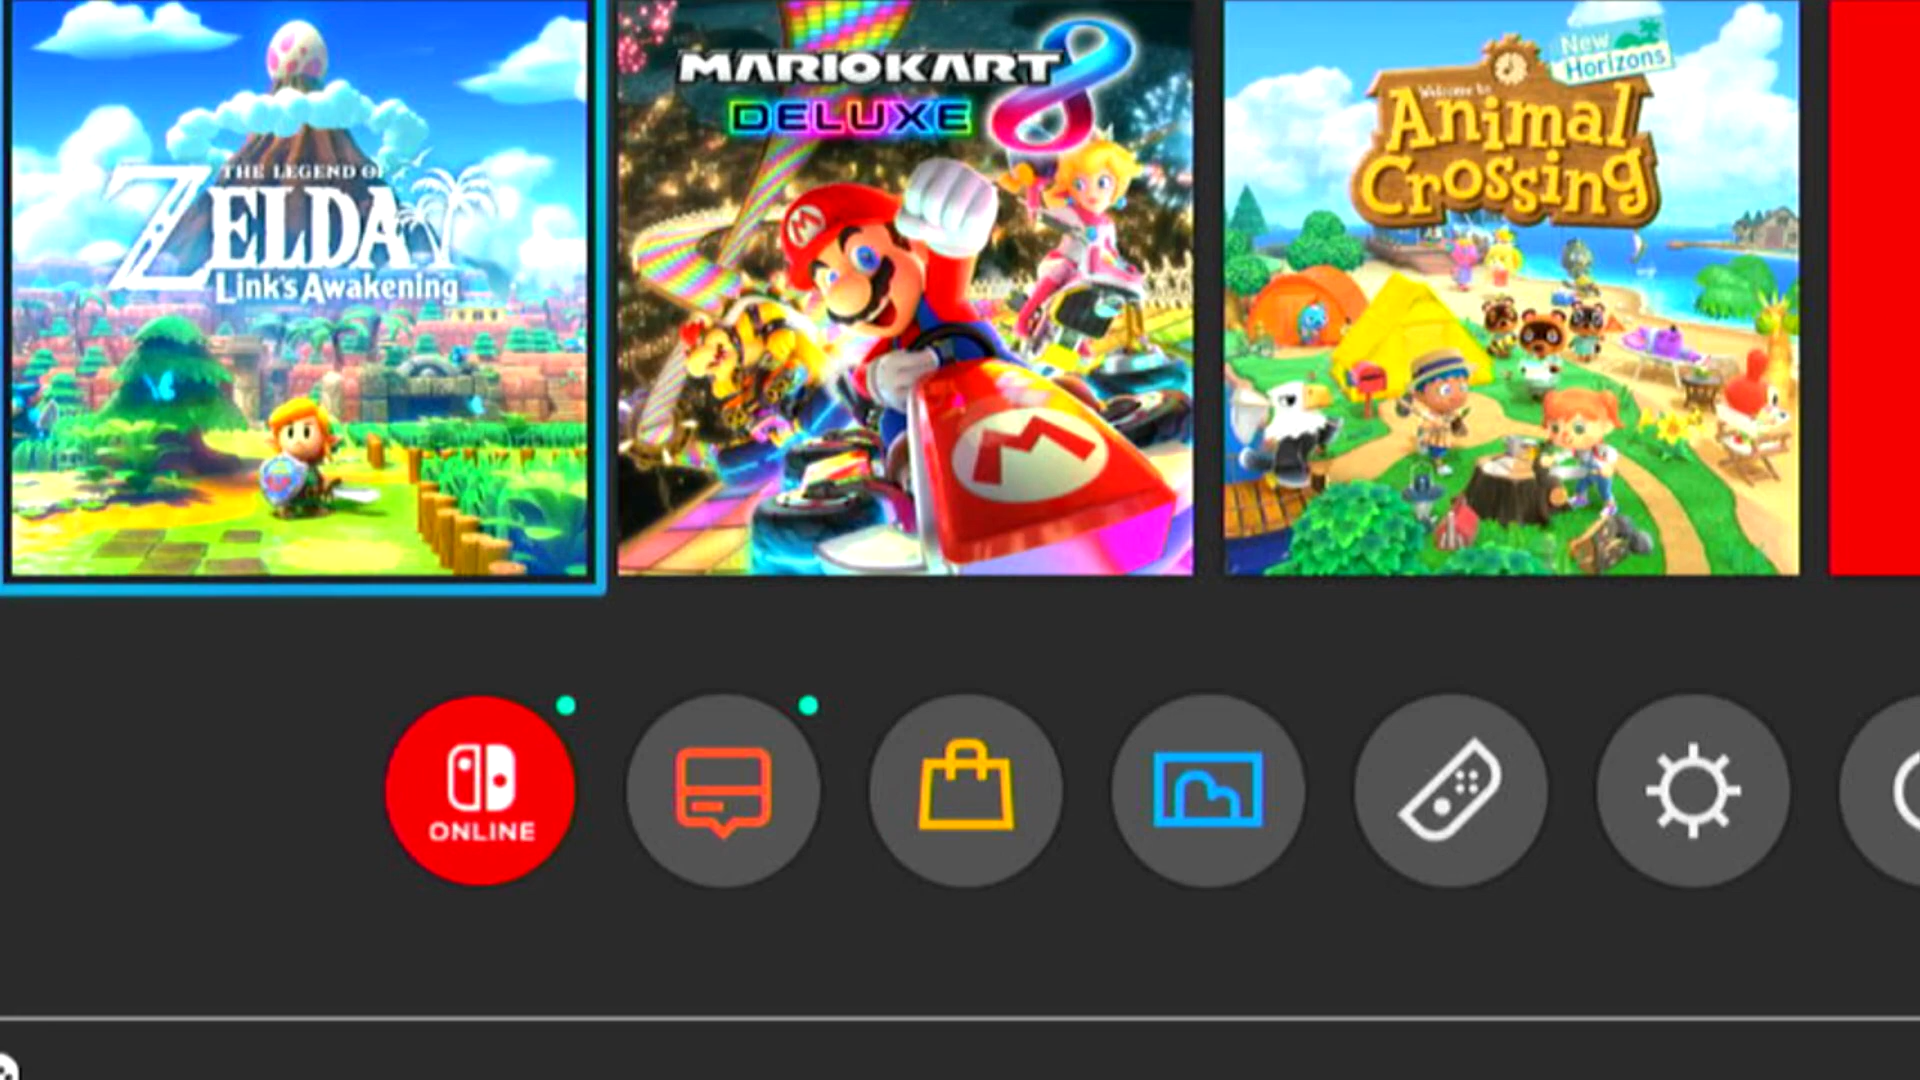 THE LEGEND OF
ZELDA
Link's Awakening
MARIOKART 8
DELUXE
M
M
New
Horizons
Welcome to
Animal
Crossing
ONLINE